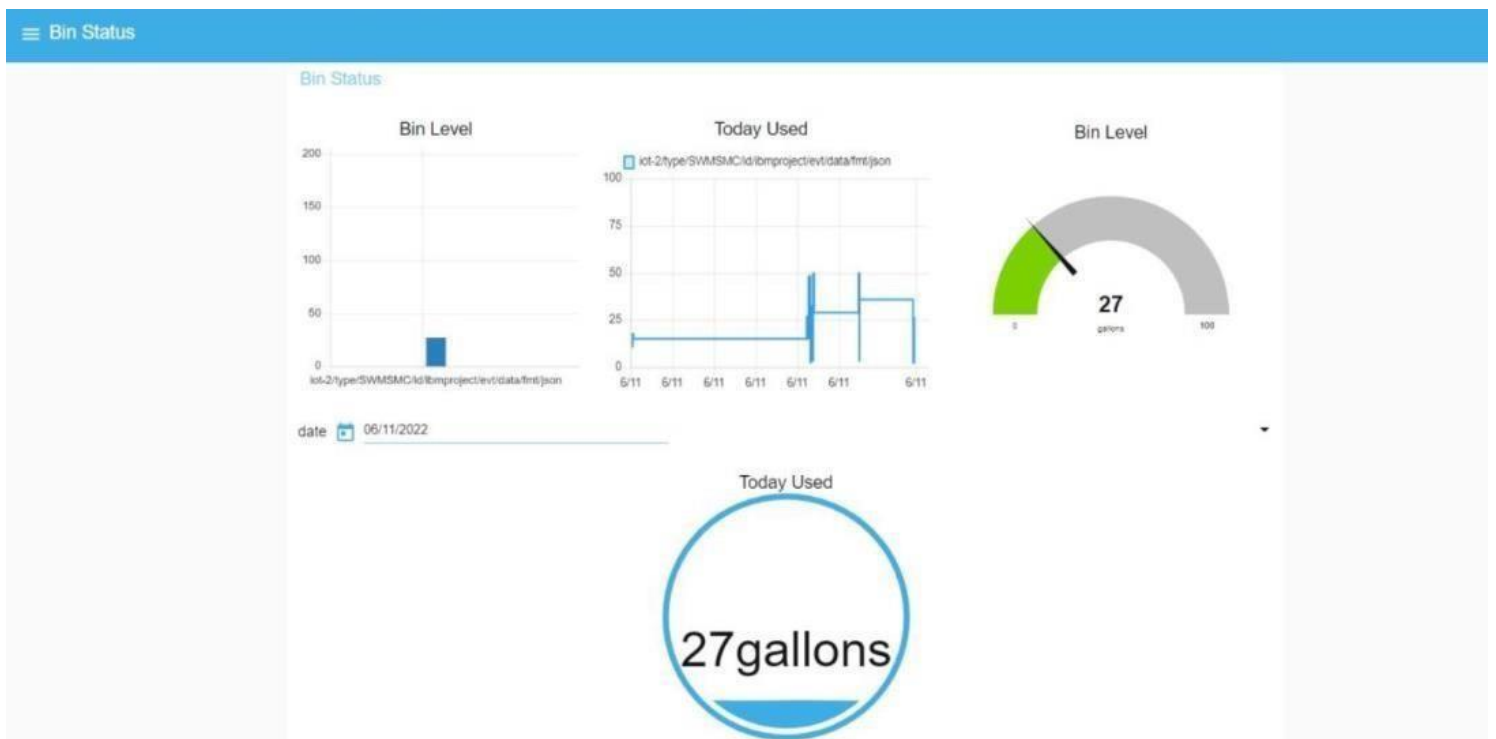 Bin Status
Bin Status
Bin Level
200
150
100
50
0
iot-2/type/SWMSMC/id/ibmproject/evt/data/fmt/json
Today Used
iot-2/type/SWMSMC/id/ibmproject/evt/data/fmt/json
100
75
50
25
0
6/11 6/11 6/11 6/11 6/11 6/11 6/11
Bin Level
27
gallons
0 100
date 06/11/2022
Today Used
27gallons